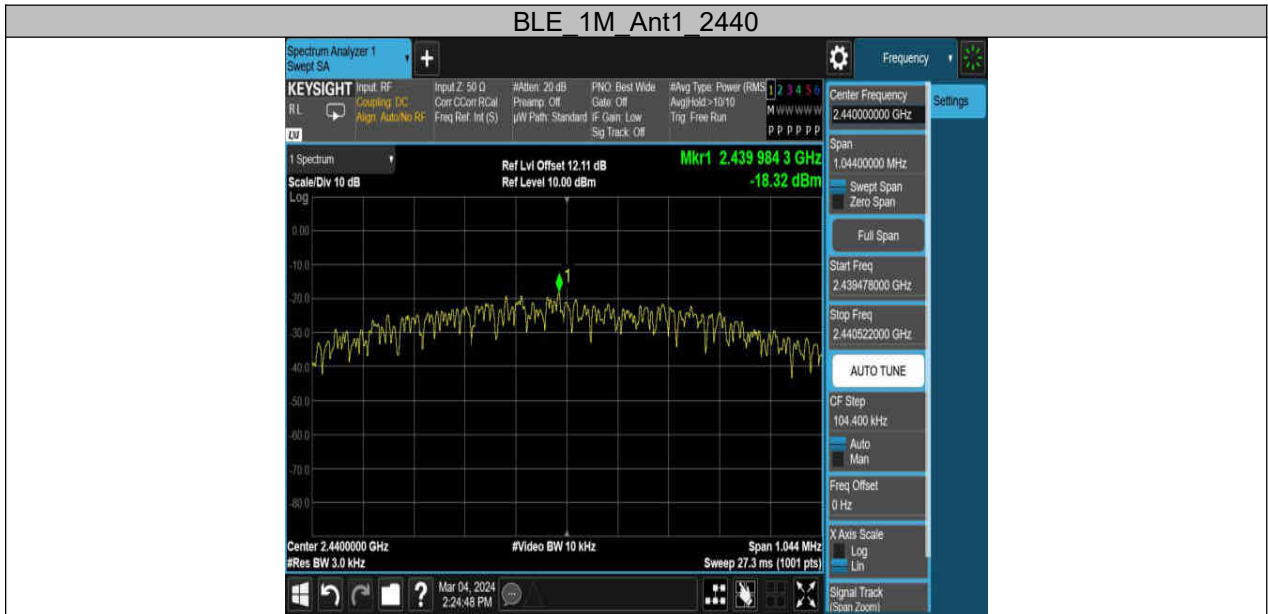 BLE_1M_Ant1_2440
Spectrum Analyzer 1
Swept SA
+
Frequency
KEYSIGHT
RL
LXI
Input: RF
Coupling: DC
Align: Auto/No RF
Input Z: 50 Ω
Corr CCorr RCal
Freq Ref: Int (S)
#Atten: 20 dB
Preamp: Off
µW Path: Standard
PNO: Best Wide
Gate: Off
IF Gain: Low
Sig Track: Off
#Avg Type: Power (RMS
Avg|Hold:>10/10
Trig: Free Run
1 2 3 4 5 6
M W W W W W
P P P P P P
1 Spectrum
Scale/Div 10 dB
Ref Lvl Offset 12.11 dB
Ref Level 10.00 dBm
Mkr1 2.439 984 3 GHz
-18.32 dBm
Log
0.00
-10.0
-20.0
-30.0
-40.0
-50.0
-60.0
-70.0
-80.0
1
Center 2.4400000 GHz
#Res BW 3.0 kHz
#Video BW 10 kHz
Span 1.044 MHz
Sweep 27.3 ms (1001 pts)
?
Mar 04, 2024
2:24:48 PM
Center Frequency
2.440000000 GHz
Settings
Span
1.04400000 MHz
Swept Span
Zero Span
Full Span
Start Freq
2.439478000 GHz
Stop Freq
2.440522000 GHz
AUTO TUNE
CF Step
104.400 kHz
Auto
Man
Freq Offset
0 Hz
X Axis Scale
Log
Lin
Signal Track
(Span Zoom)